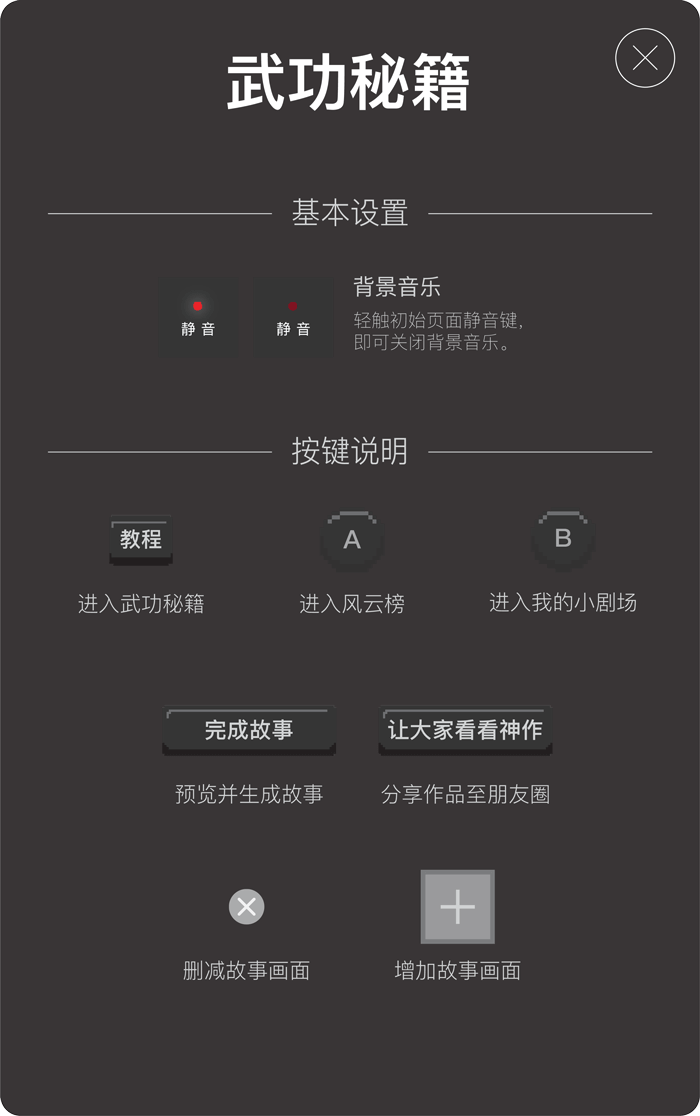 武功秘籍
基本设置
静音
静音
背景音乐
轻触初始页面静音键,
即可关闭背景音乐。
按键说明
教程
A
B
进入武功秘籍
进入风云榜
进入我的小剧场
完成故事
让大家看看神作
预览并生成故事
分享作品至朋友圈
删减故事画面
增加故事画面